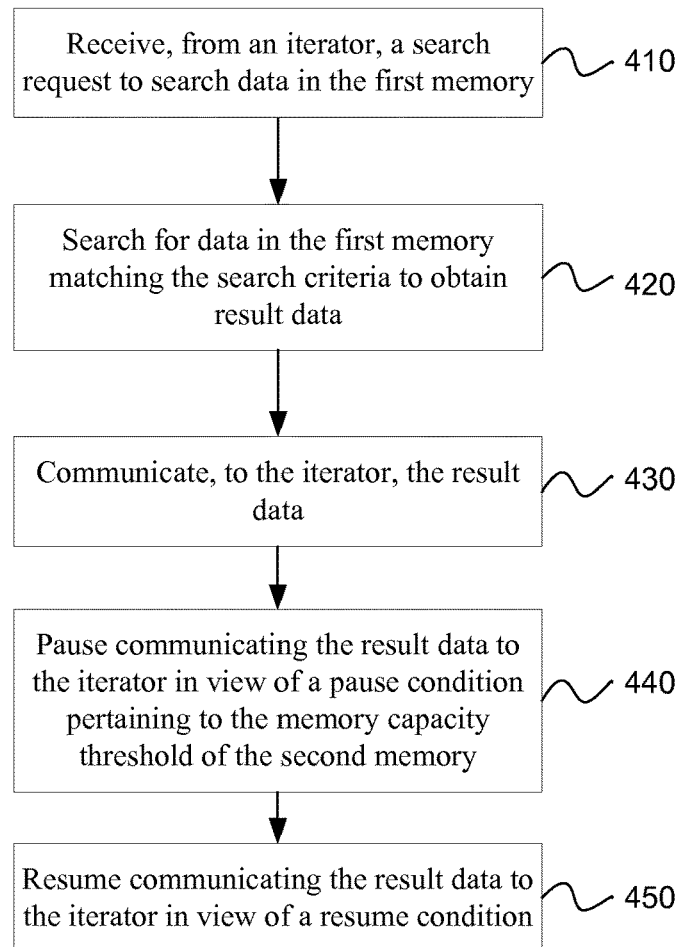 Receive, from an iterator, a search
request to search data in the first memory
410
Search for data in the first memory
matching the search criteria to obtain
result data
420
Communicate, to the iterator, the result
data
430
Pause communicating the result data to
the iterator in view of a pause condition
pertaining to the memory capacity
threshold of the second memory
440
Resume communicating the result data to
the iterator in view of a resume condition
450